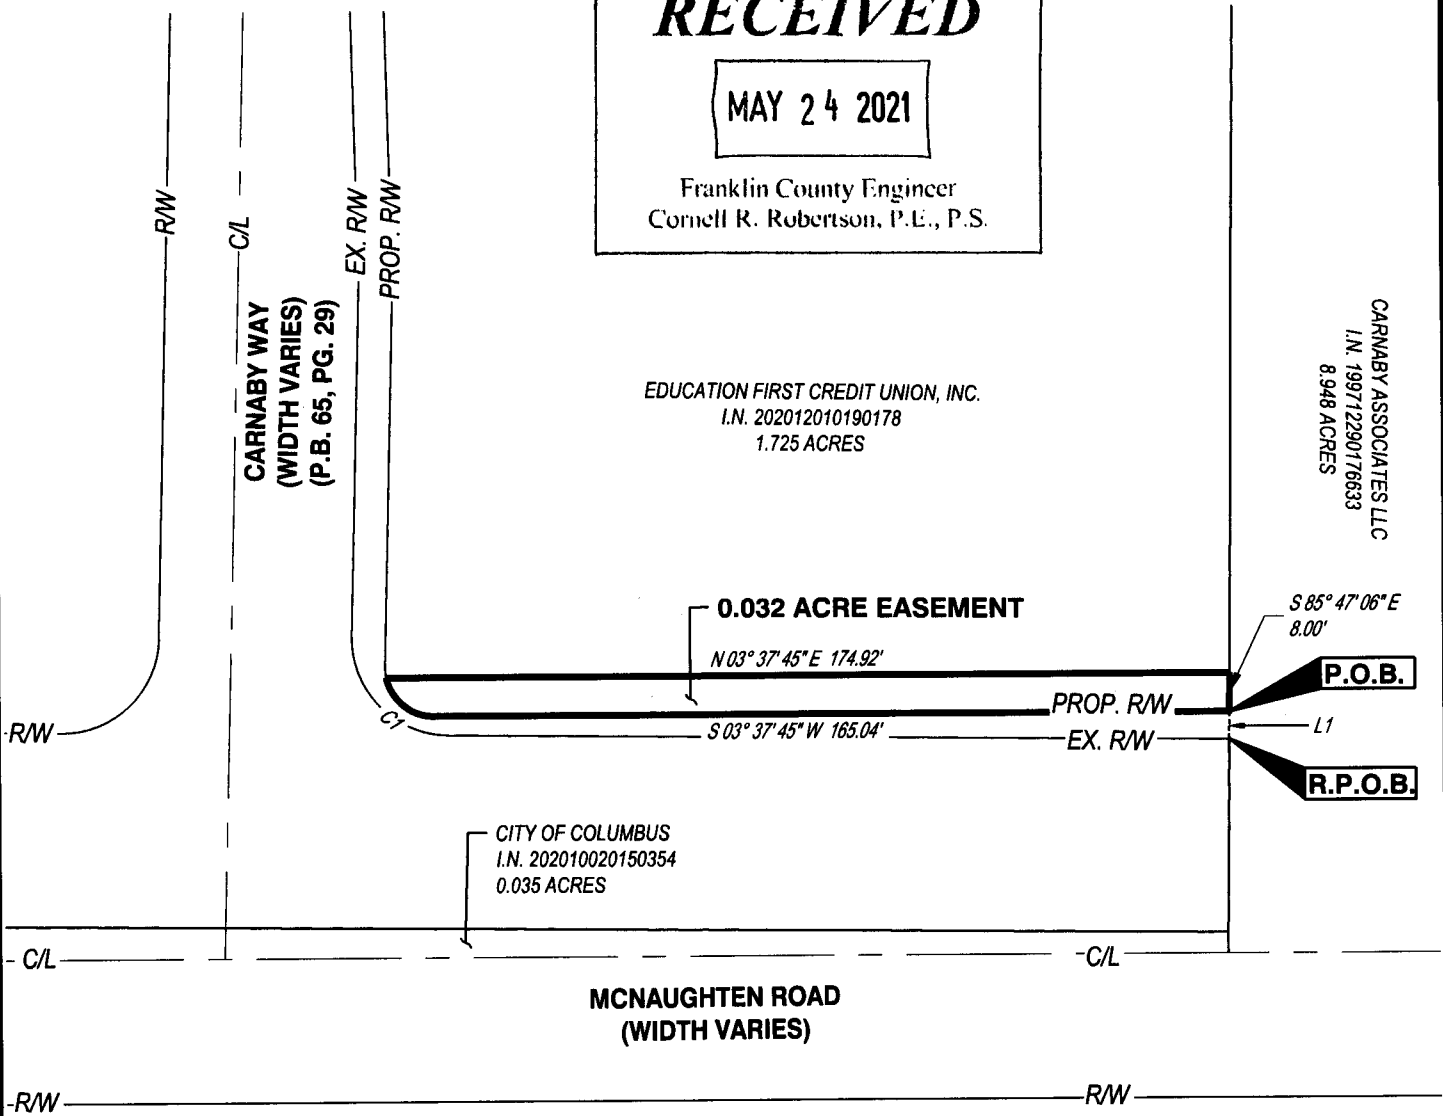 RECEIVED
MAY 24 2021
Franklin County Engineer
Cornell R. Robertson, P.E., P.S.
R/W
C/L
EX. R/W
PROP. R/W
CARNABY WAY
(WIDTH VARIES)
(P.B. 65, PG. 29)
EDUCATION FIRST CREDIT UNION, INC.
I.N. 202012010190178
1.725 ACRES
CARNABY ASSOCIATES LLC
I.N. 199712290176633
8.948 ACRES
0.032 ACRE EASEMENT
S 85° 47' 06" E
8.00'
N 03° 37' 45" E 174.92'
P.O.B.
PROP. R/W
C1
R/W
S 03° 37' 45" W 165.04'
EX. R/W
L1
R.P.O.B.
CITY OF COLUMBUS
I.N. 202010020150354
0.035 ACRES
C/L
C/L
MCNAUGHTEN ROAD
(WIDTH VARIES)
R/W
R/W